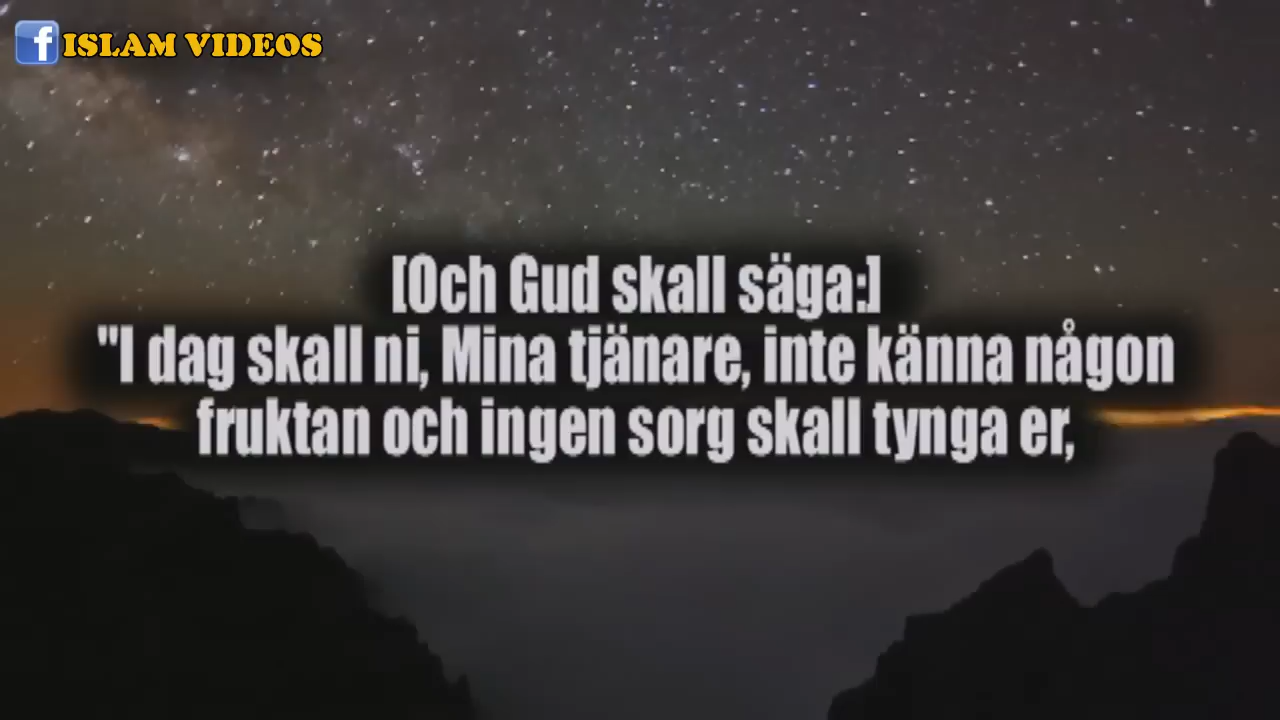 f ISLAM VIDEOS
[Och Gud skall säga:]
"I dag skall ni, Mina tjänare, inte känna någon
fruktan och ingen sorg skall tynga er,